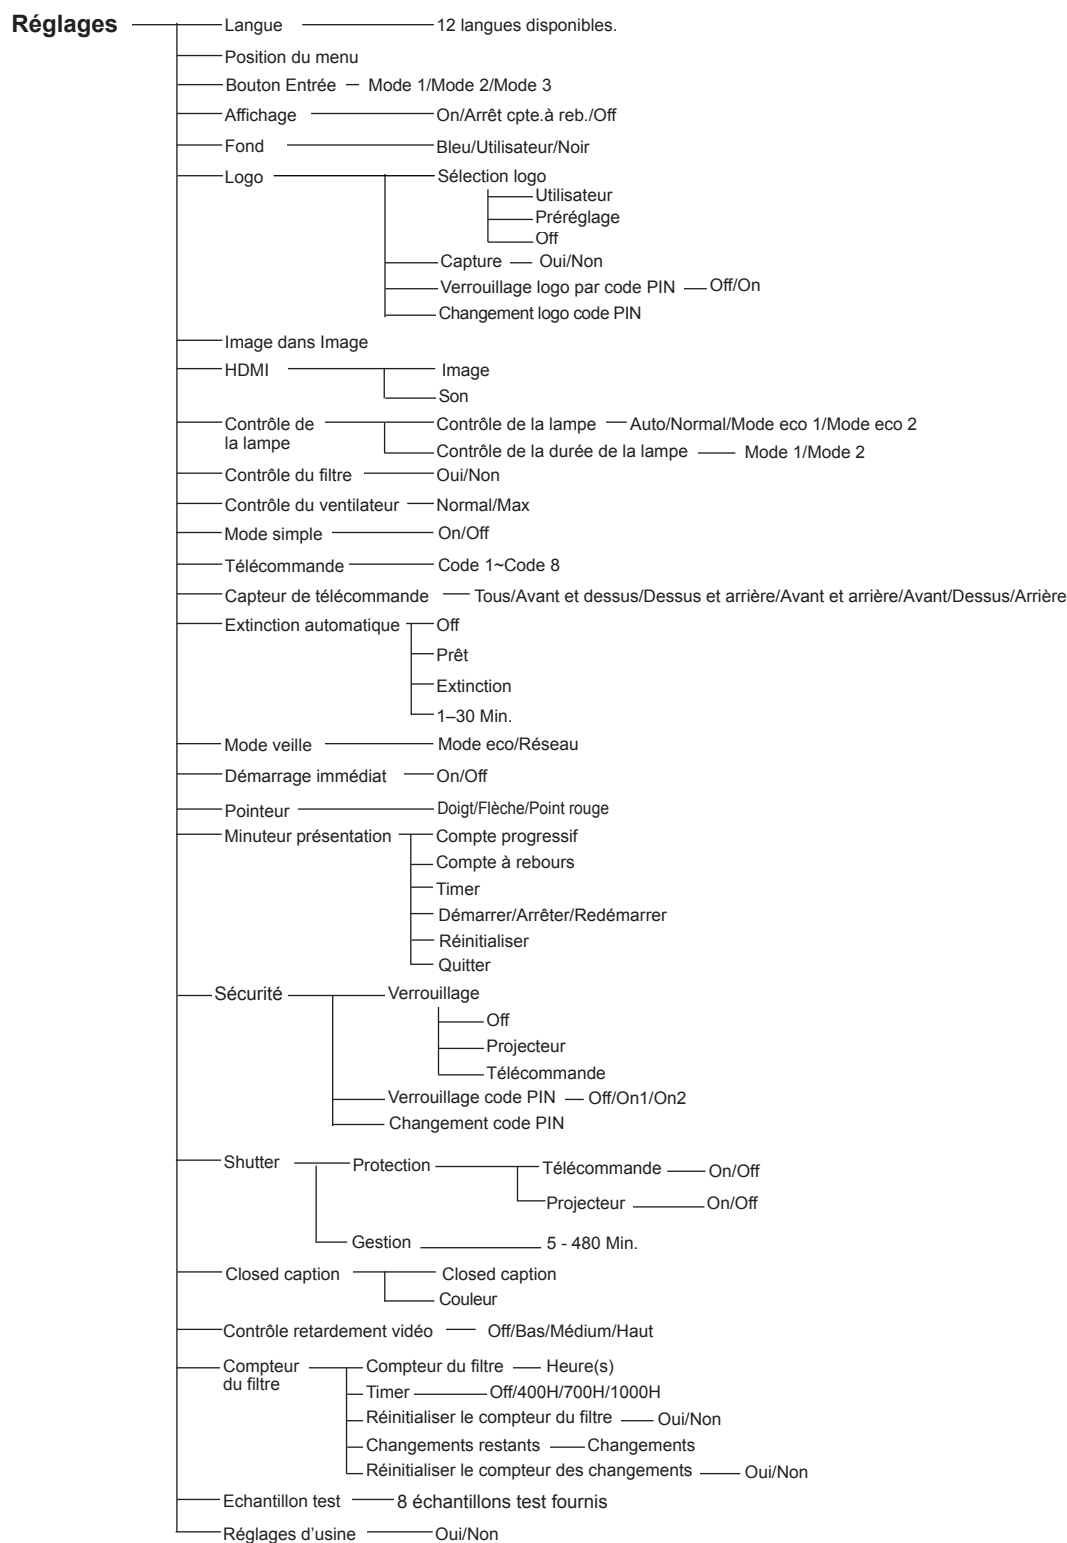 Réglages
Langue 12 langues disponibles.
Position du menu
Bouton Entrée Mode 1/Mode 2/Mode 3
Affichage On/Arrêt cpte.à reb./Off
Fond Bleu/Utilisateur/Noir
Logo Sélection logo
Utilisateur
Préréglage
Off
Capture Oui/Non
Verrouillage logo par code PIN Off/On
Changement logo code PIN
Image dans Image
HDMI Image
Son
Contrôle de la lampe Contrôle de la lampe Auto/Normal/Mode eco 1/Mode eco 2
Contrôle de la durée de la lampe Mode 1/Mode 2
Contrôle du filtre Oui/Non
Contrôle du ventilateur Normal/Max
Mode simple On/Off
Télécommande Code 1~Code 8
Capteur de télécommande Tous/Avant et dessus/Dessus et arrière/Avant et arrière/Avant/Dessus/Arrière
Extinction automatique Off
Prêt
Extinction
1–30 Min.
Mode veille Mode eco/Réseau
Démarrage immédiat On/Off
Pointeur Doigt/Flèche/Point rouge
Minuteur présentation Compte progressif
Compte à rebours
Timer
Démarrer/Arrêter/Redémarrer
Réinitialiser
Quitter
Sécurité Verrouillage
Off
Projecteur
Télécommande
Verrouillage code PIN Off/On1/On2
Changement code PIN
Shutter Protection Télécommande On/Off
Projecteur On/Off
Gestion 5 - 480 Min.
Closed caption Closed caption
Couleur
Contrôle retardement vidéo Off/Bas/Médium/Haut
Compteur du filtre Compteur du filtre Heure(s)
Timer Off/400H/700H/1000H
Réinitialiser le compteur du filtre Oui/Non
Changements restants Changements
Réinitialiser le compteur des changements Oui/Non
Echantillon test 8 échantillons test fournis
Réglages d'usine Oui/Non